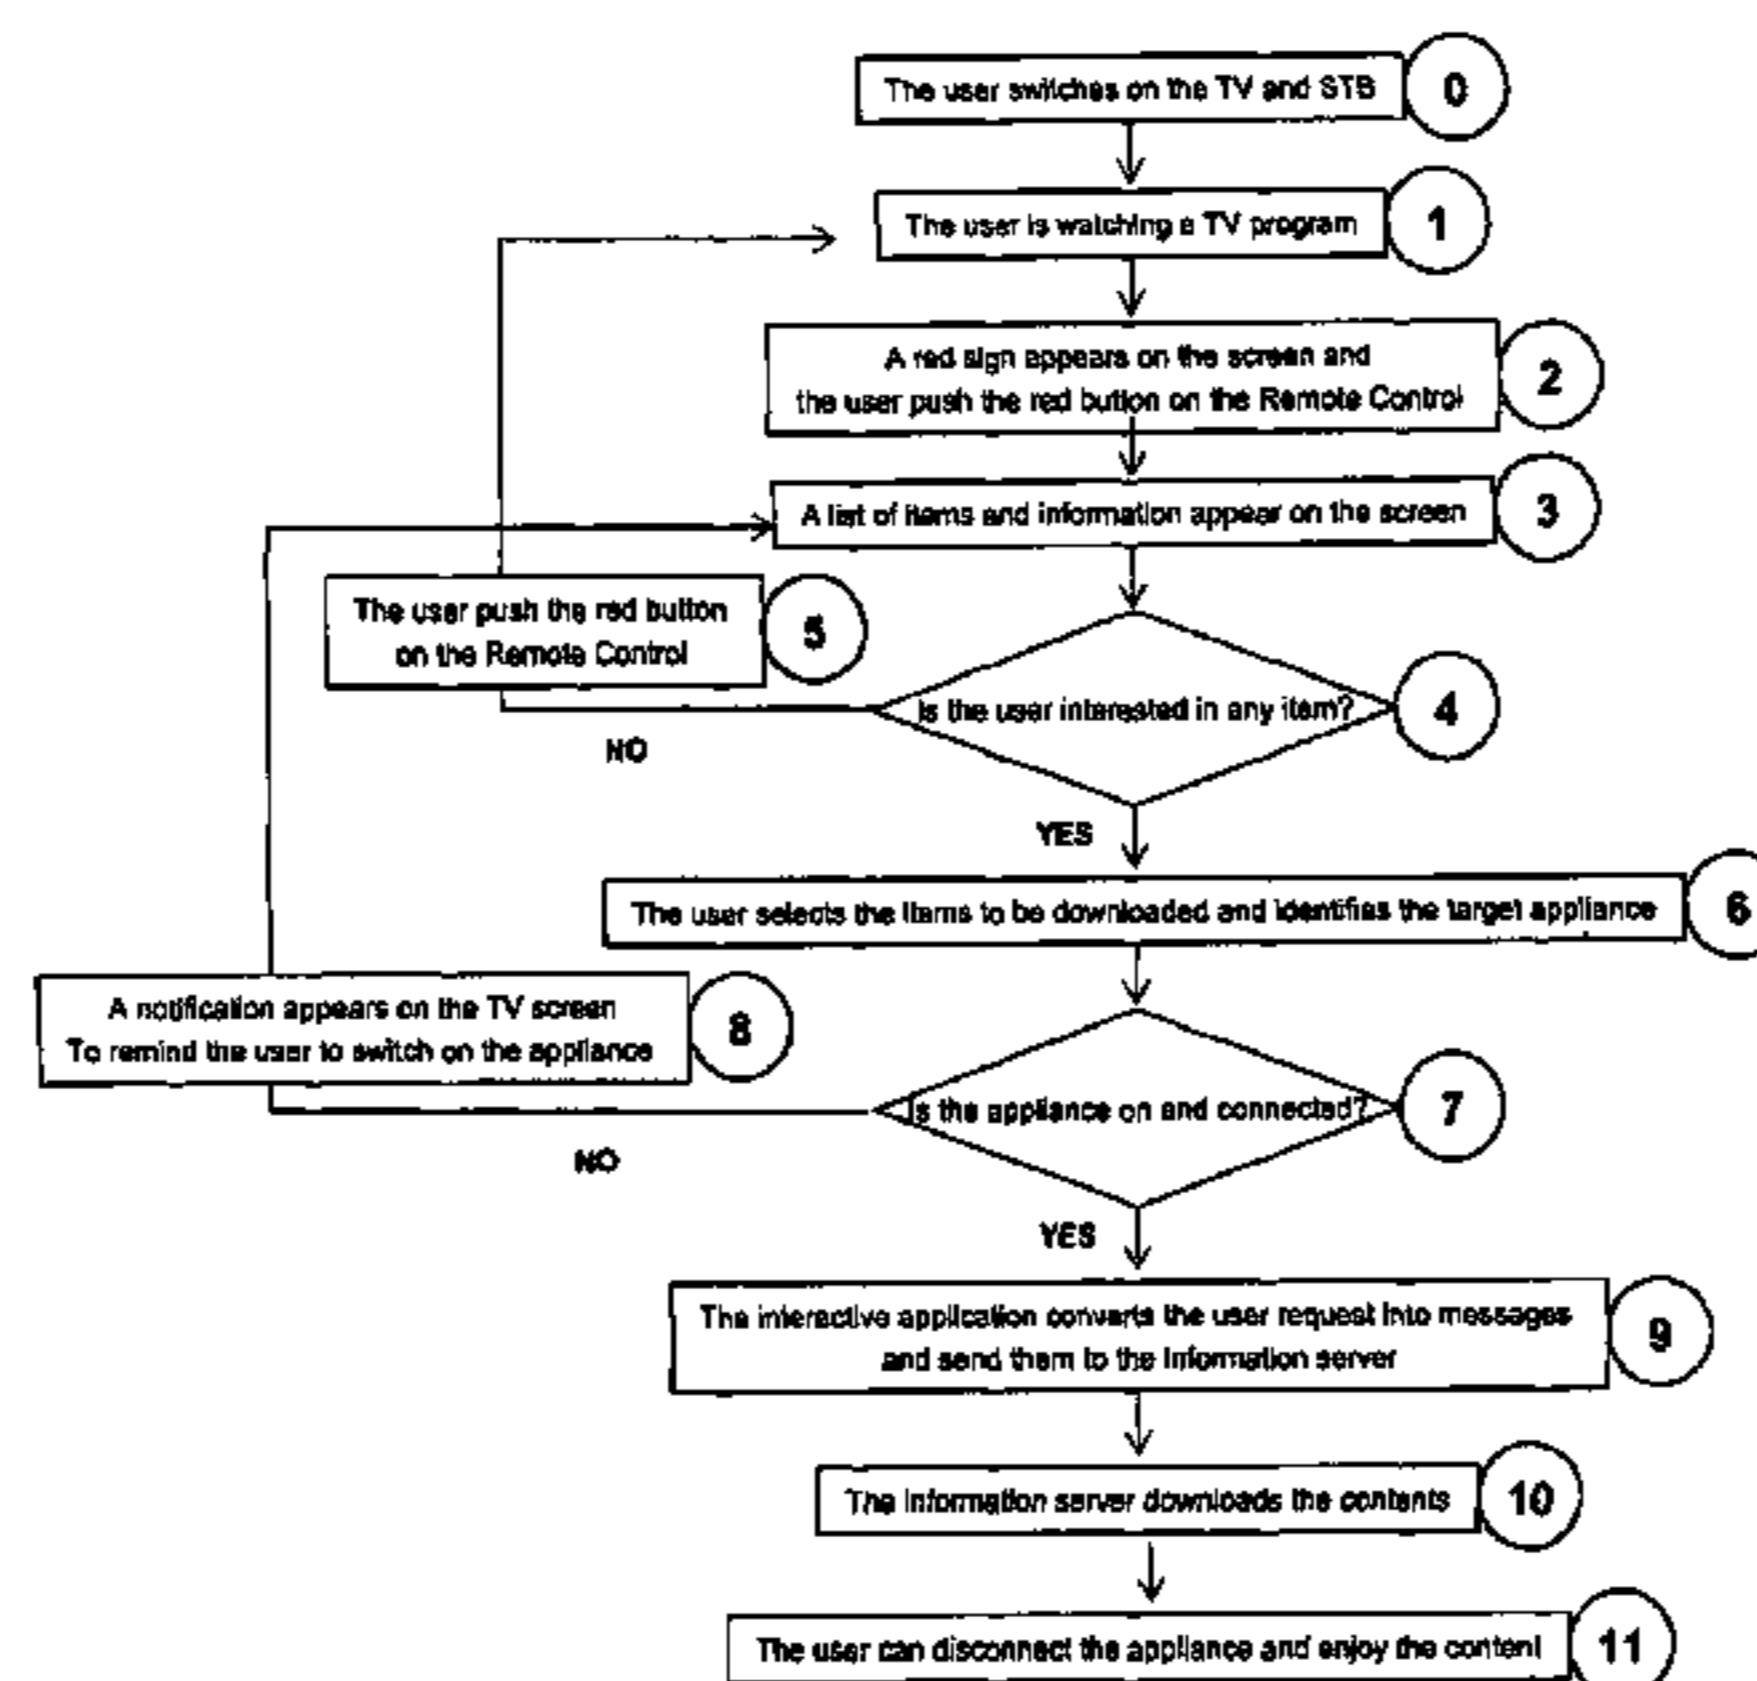 The user switches on the TV and STB
0
The user is watching a TV program
1
A red sign appears on the screen and
the user push the red button on the Remote Control
2
A list of items and information appear on the screen
3
The user push the red button
on the Remote Control
5
Is the user interested in any item?
4
NO
YES
The user selects the items to be downloaded and identifies the target appliance
6
A notification appears on the TV screen
To remind the user to switch on the appliance
8
Is the appliance on and connected?
7
NO
YES
The interactive application converts the user request into messages
and send them to the information server
9
The information server downloads the contents
10
The user can disconnect the appliance and enjoy the content
11